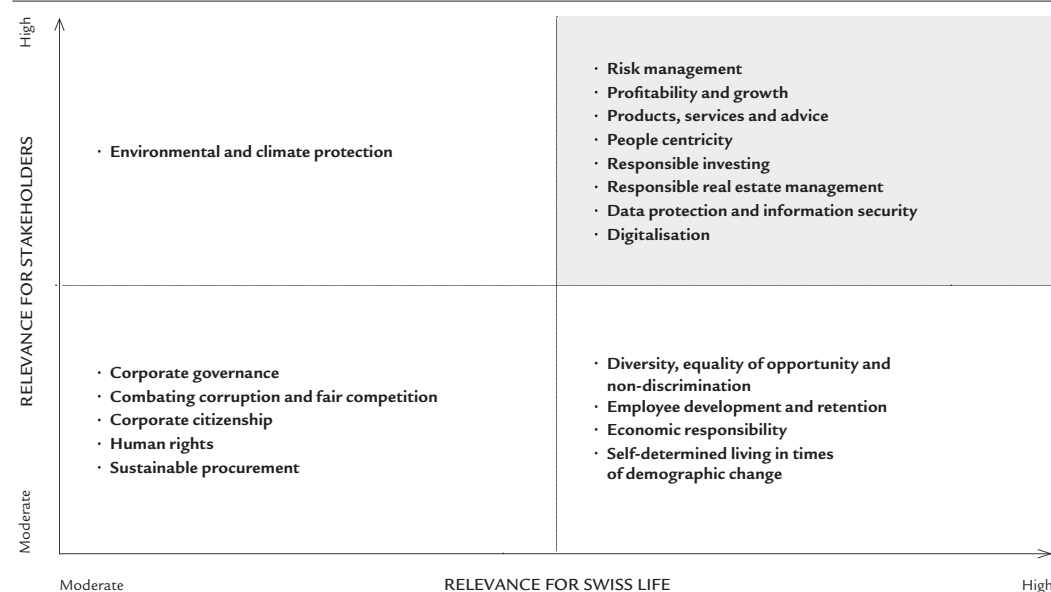 High
RELEVANCE FOR STAKEHOLDERS
Moderate
· Environmental and climate protection
· Risk management
· Profitability and growth
· Products, services and advice
· People centricity
· Responsible investing
· Responsible real estate management
· Data protection and information security
· Digitalisation
· Corporate governance
· Combating corruption and fair competition
· Corporate citizenship
· Human rights
· Sustainable procurement
· Diversity, equality of opportunity and
non-discrimination
· Employee development and retention
· Economic responsibility
· Self-determined living in times
of demographic change
Moderate
RELEVANCE FOR SWISS LIFE
High